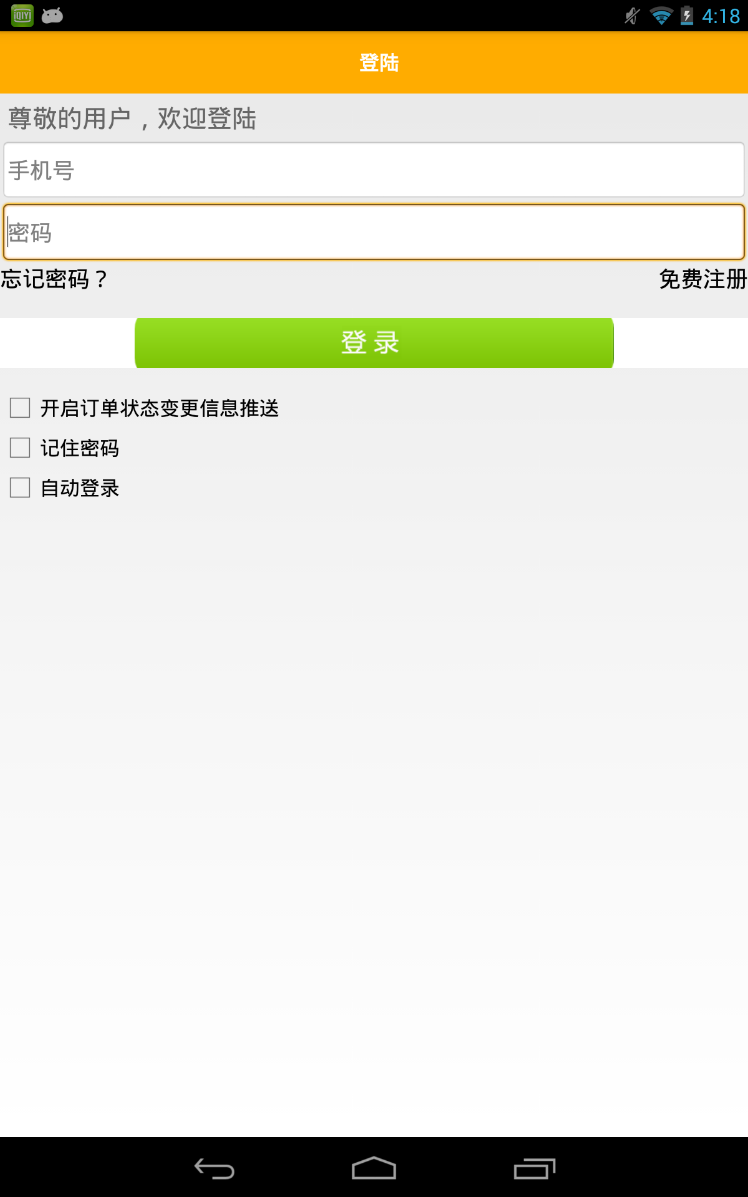 4:18
登陆
尊敬的用户，欢迎登陆
手机号
密码
忘记密码？ 免费注册
登 录
开启订单状态变更信息推送
记住密码
自动登录